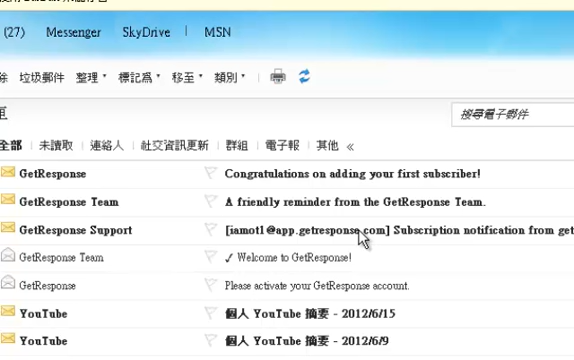 (27) Messenger SkyDrive | MSN
除 垃圾郵件 整理 標記為 移至 類別
搜尋電子郵件
全部 未讀取 連絡人 社交資訊更新 群組 電子報 其他 «
GetResponse Congratulations on adding your first subscriber!
GetResponse Team A friendly reminder from the GetResponse Team.
GetResponse Support [iamot1@app.getresponse.com] Subscription notification from get
GetResponse Team ✓ Welcome to GetResponse!
GetResponse Please activate your GetResponse account.
YouTube 個人 YouTube 摘要 - 2012/6/15
YouTube 個人 YouTube 摘要 - 2012/6/9